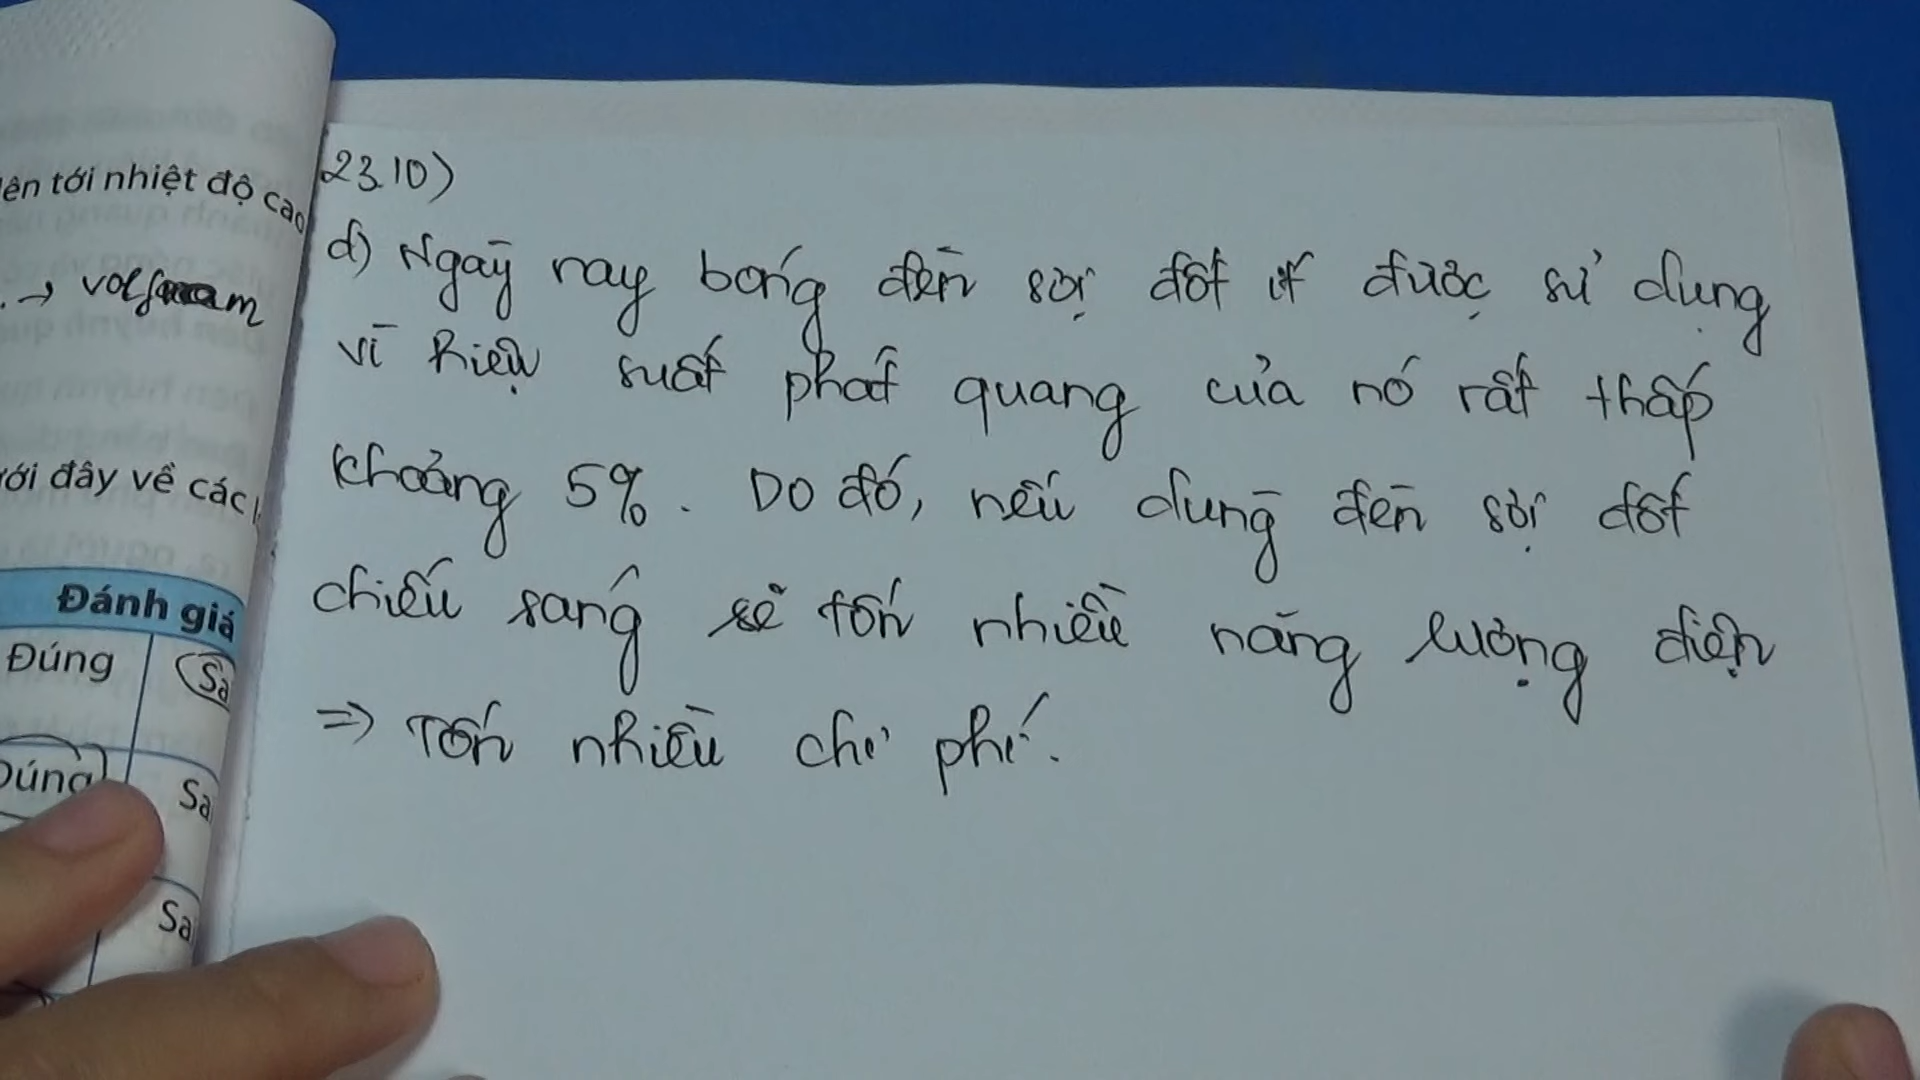 ên tới nhiệt độ cao
. → volfram
ưới đây về các
Đánh giá
Đúng Sa
Đúng Sa
Sa
23.10)
d) Ngày nay bóng đèn sợi đốt ít được sử dụng
vì hiệu suất phát quang của nó rất thấp
khoảng 5%. Do đó, nếu dùng đèn sợi đốt
chiếu sáng sẽ tốn nhiều năng lượng điện
=> Tốn nhiều chi phí.